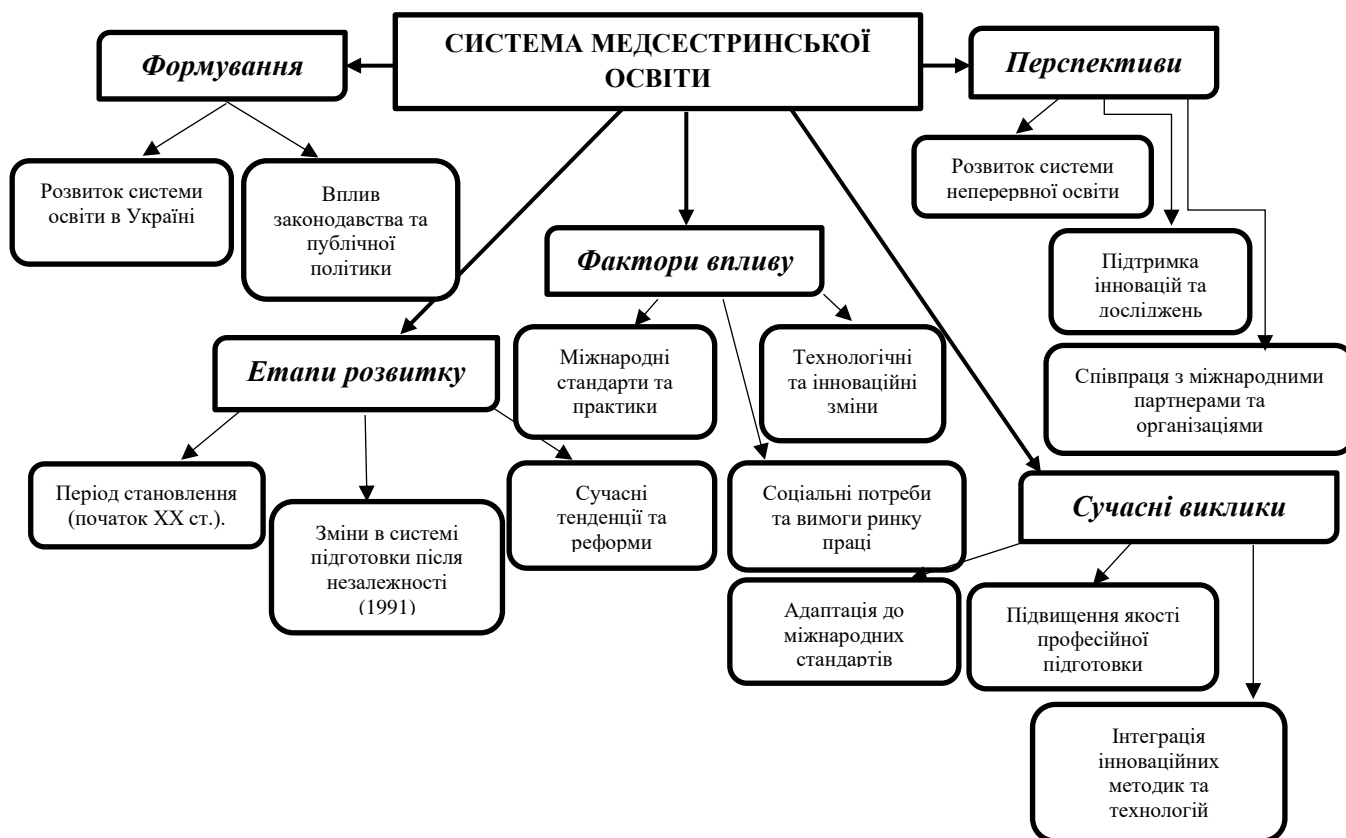 СИСТЕМА МЕДСЕСТРИНСЬКОЇ
ОСВІТИ
Формування
Розвиток системи
освіти в Україні
Вплив
законодавства та
публічної
політики
Етапи розвитку
Період становлення
(початок XX ст.).
Зміни в системі
підготовки після
незалежності
(1991)
Сучасні
тенденції та
реформи
Фактори впливу
Міжнародні
стандарти та
практики
Технологічні
та інноваційні
зміни
Соціальні потреби
та вимоги ринку
праці
Перспективи
Розвиток системи
неперервної освіти
Підтримка
інновацій та
досліджень
Співпраця з міжнародними
партнерами та
організаціями
Сучасні виклики
Адаптація до
міжнародних
стандартів
Підвищення якості
професійної
підготовки
Інтеграція
інноваційних
методик та
технологій